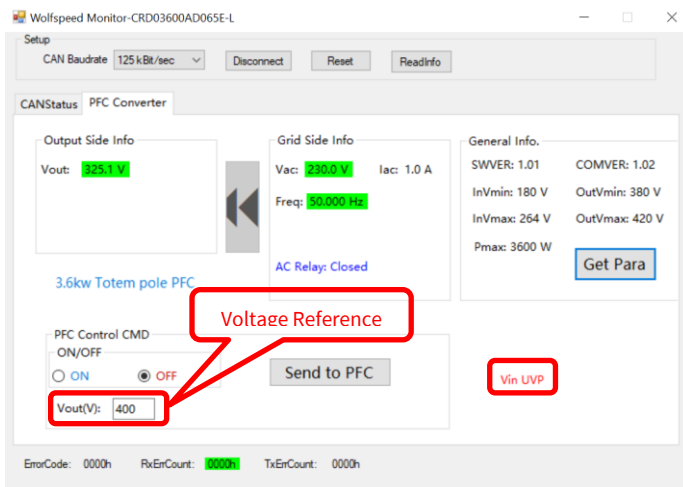 Wolfspeed Monitor-CRD03600AD065E-L
Setup
CAN Baudrate 125 kBit/sec Disconnect Reset ReadInfo
CANStatus PFC Converter
Output Side Info Grid Side Info General Info.
Vout: 325.1 V Vac: 230.0 V Iac: 1.0 A SWVER: 1.01 COMVER: 1.02
Freq: 50.000 Hz InVmin: 180 V OutVmin: 380 V
InVmax: 264 V OutVmax: 420 V
Pmax: 3600 W
AC Relay: Closed Get Para
3.6kw Totem pole PFC
Voltage Reference
PFC Control CMD
ON/OFF
ON OFF Send to PFC Vin UVP
Vout(V): 400
ErrorCode: 0000h RxErrCount: 0000h TxErrCount: 0000h